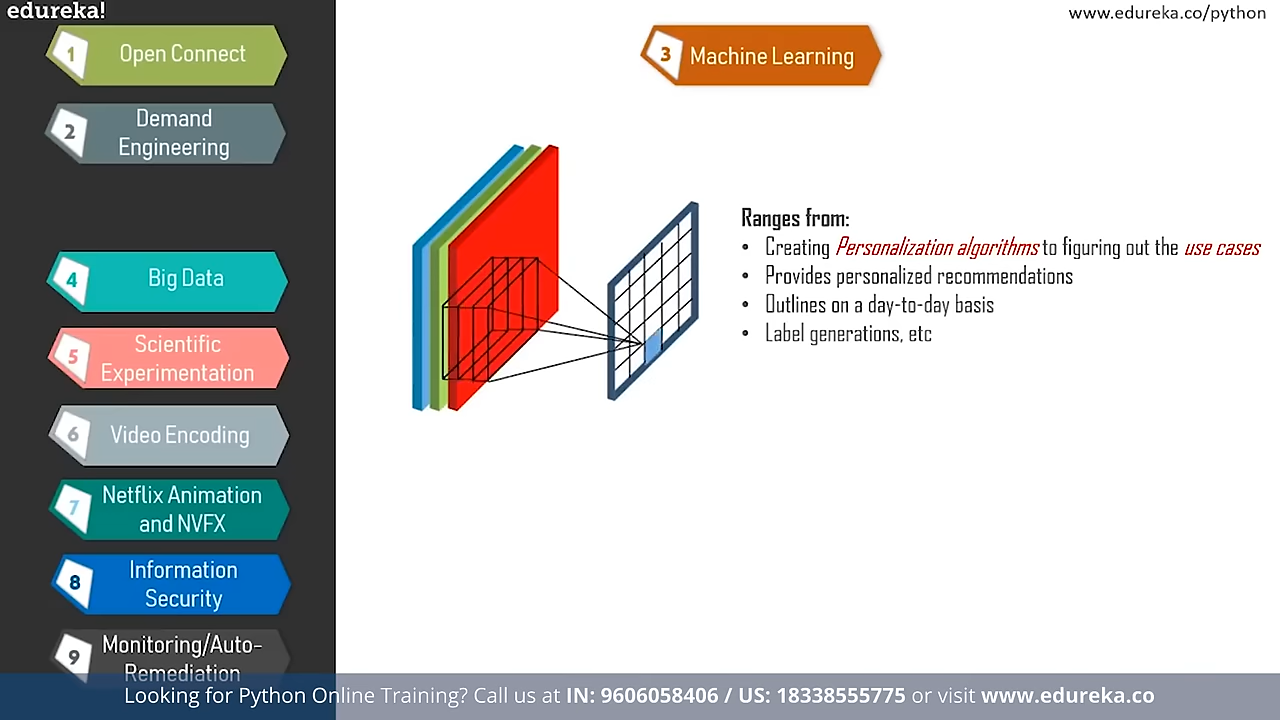 edureka!
www.edureka.co/python
1
Open Connect
2
Demand
Engineering
3
Machine Learning
Ranges from:
• Creating Personalization algorithms to figuring out the use cases
• Provides personalized recommendations
• Outlines on a day-to-day basis
• Label generations, etc
4
Big Data
5
Scientific
Experimentation
6
Video Encoding
7
Netflix Animation
and NVFX
8
Information
Security
9
Monitoring/Auto-
Remediation
Looking for Python Online Training? Call us at IN: 9606058406 / US: 18338555775 or visit www.edureka.co